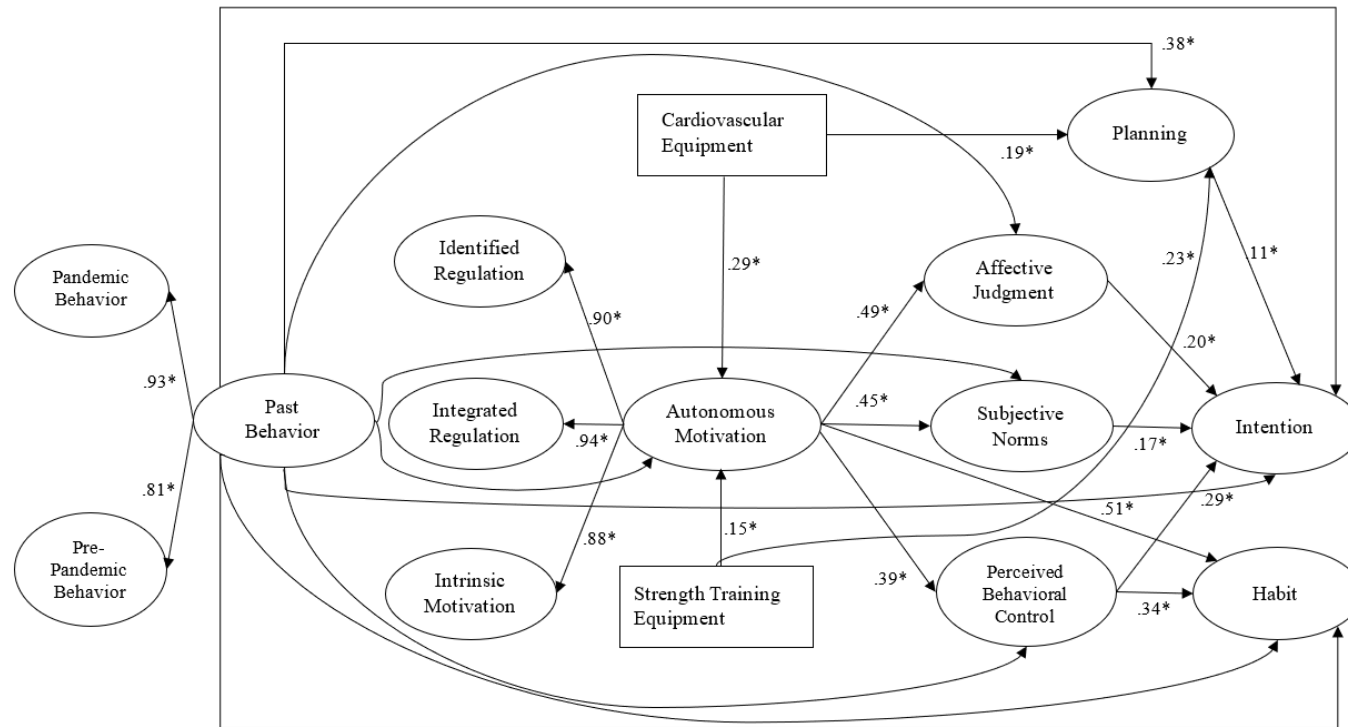 .38*
Cardiovascular
Equipment
Planning
.19*
Identified
Regulation
Affective
Judgment
.23*
.11*
Pandemic
Behavior
.29*
.90*
.49*
.20*
.93*
Past
Behavior
Integrated
Regulation
.94*
Autonomous
Motivation
.45*
Subjective
Norms
.17*
Intention
.81*
.88*
.15*
.51*
.29*
Pre-
Pandemic
Behavior
Intrinsic
Motivation
Strength Training
Equipment
.39*
Perceived
Behavioral
Control
.34*
Habit